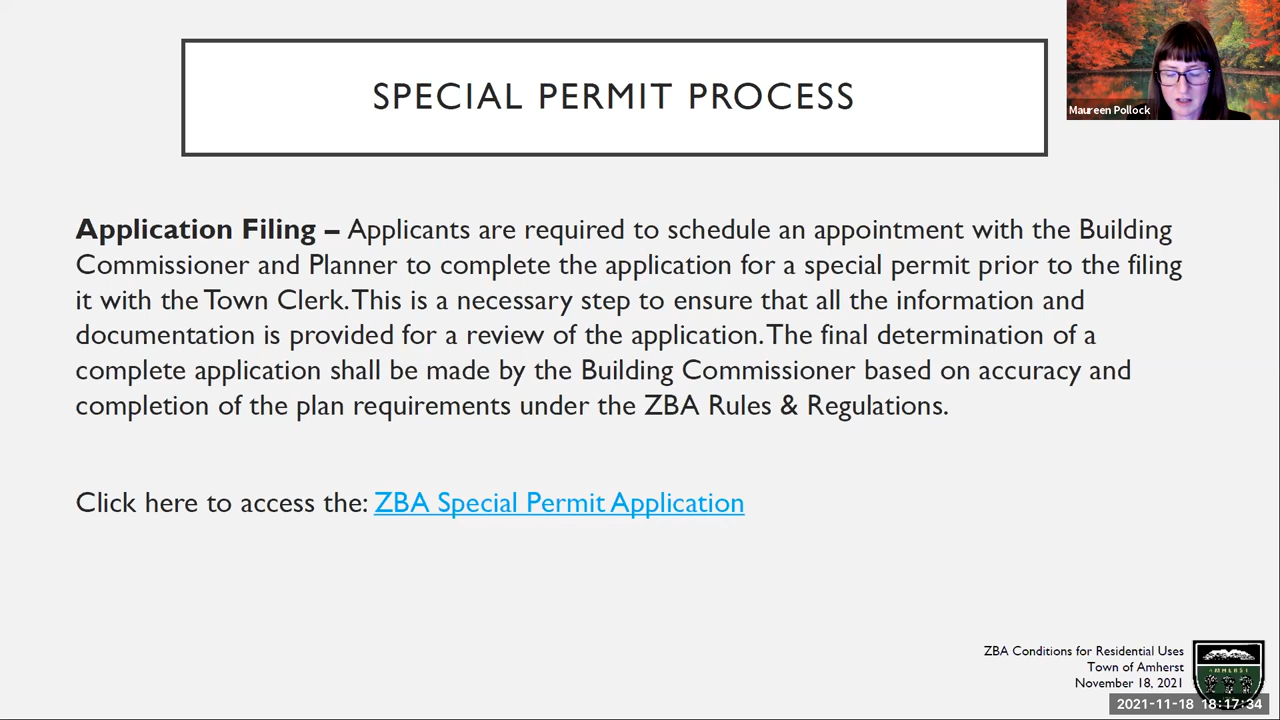 SPECIAL PERMIT PROCESS
Maureen Pollock
Application Filing – Applicants are required to schedule an appointment with the Building
Commissioner and Planner to complete the application for a special permit prior to the filing
it with the Town Clerk. This is a necessary step to ensure that all the information and
documentation is provided for a review of the application. The final determination of a
complete application shall be made by the Building Commissioner based on accuracy and
completion of the plan requirements under the ZBA Rules & Regulations.
Click here to access the: ZBA Special Permit Application
ZBA Conditions for Residential Uses
Town of Amherst
November 18, 2021
AMHERST
2021-11-18 18:17:34